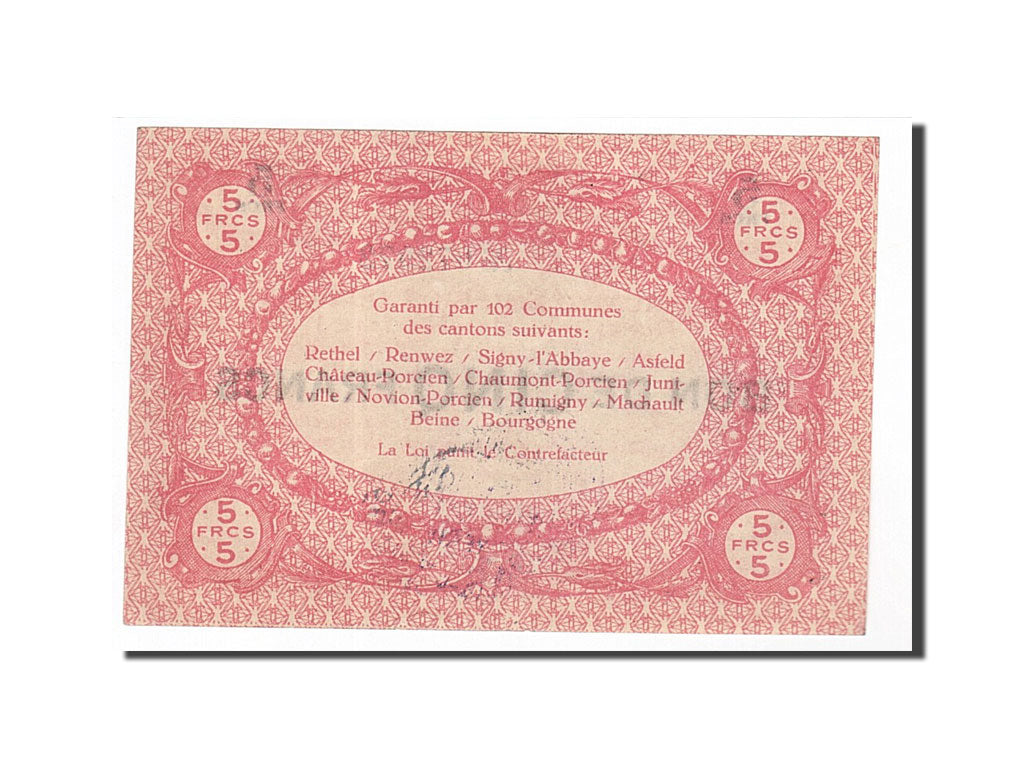 5
FRCS
5
5
FRCS
5
Garanti par 102 Communes
des cantons suivants:
Rethel / Renwez / Signy-l'Abbaye / Asfeld
Château-Porcien / Chaumont-Porcien / Juni-
ville / Novion-Porcien / Rumigny / Machault
Beine / Bourgogne
La Loi punit le Contrefacteur
5
FRCS
5
5
FRCS
5